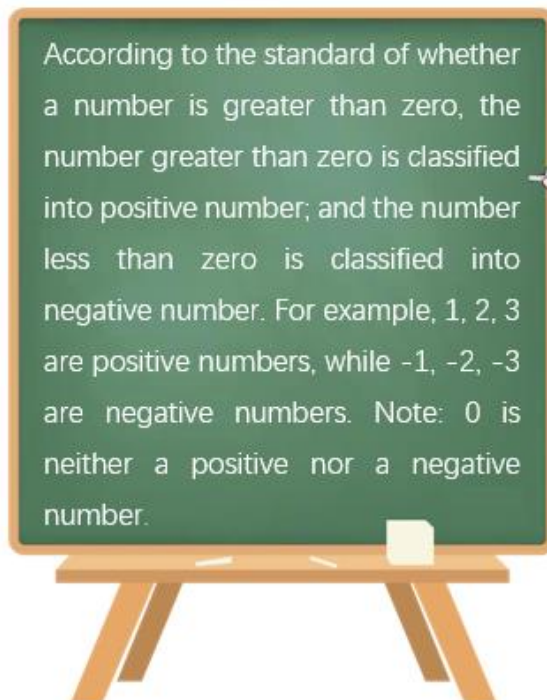 According to the standard of whether
a number is greater than zero, the
number greater than zero is classified
into positive number; and the number
less than zero is classified into
negative number. For example, 1, 2, 3
are positive numbers, while -1, -2, -3
are negative numbers. Note: 0 is
neither a positive nor a negative
number.